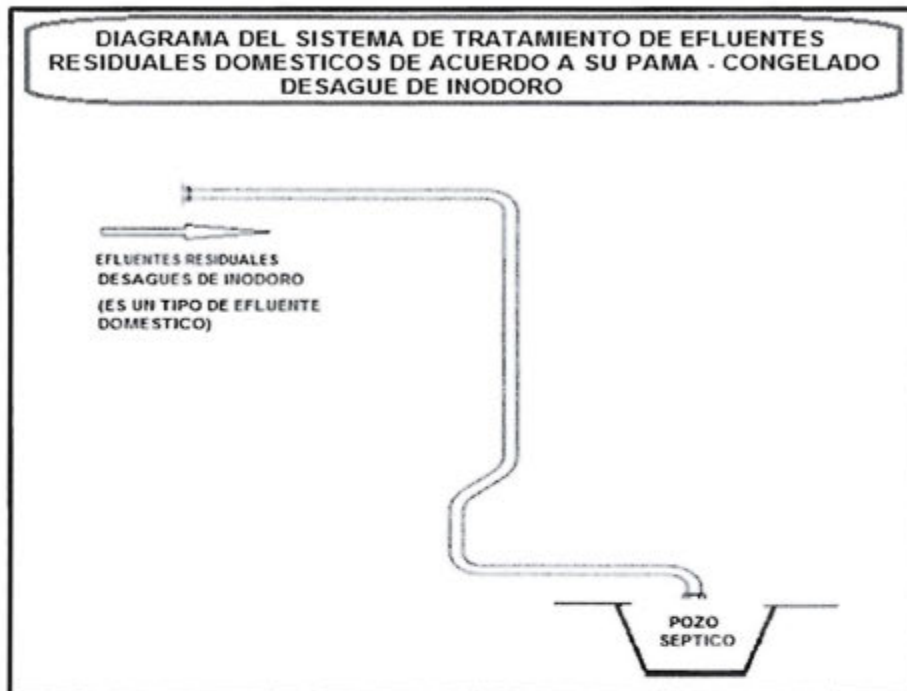 DIAGRAMA DEL SISTEMA DE TRATAMIENTO DE EFLUENTES
RESIDUALES DOMESTICOS DE ACUERDO A SU PAMA - CONGELADO
DESAGUE DE INODORO
EFLUENTES RESIDUALES
DESAGUES DE INODORO
(ES UN TIPO DE EFLUENTE
DOMESTICO)
POZO
SEPTICO